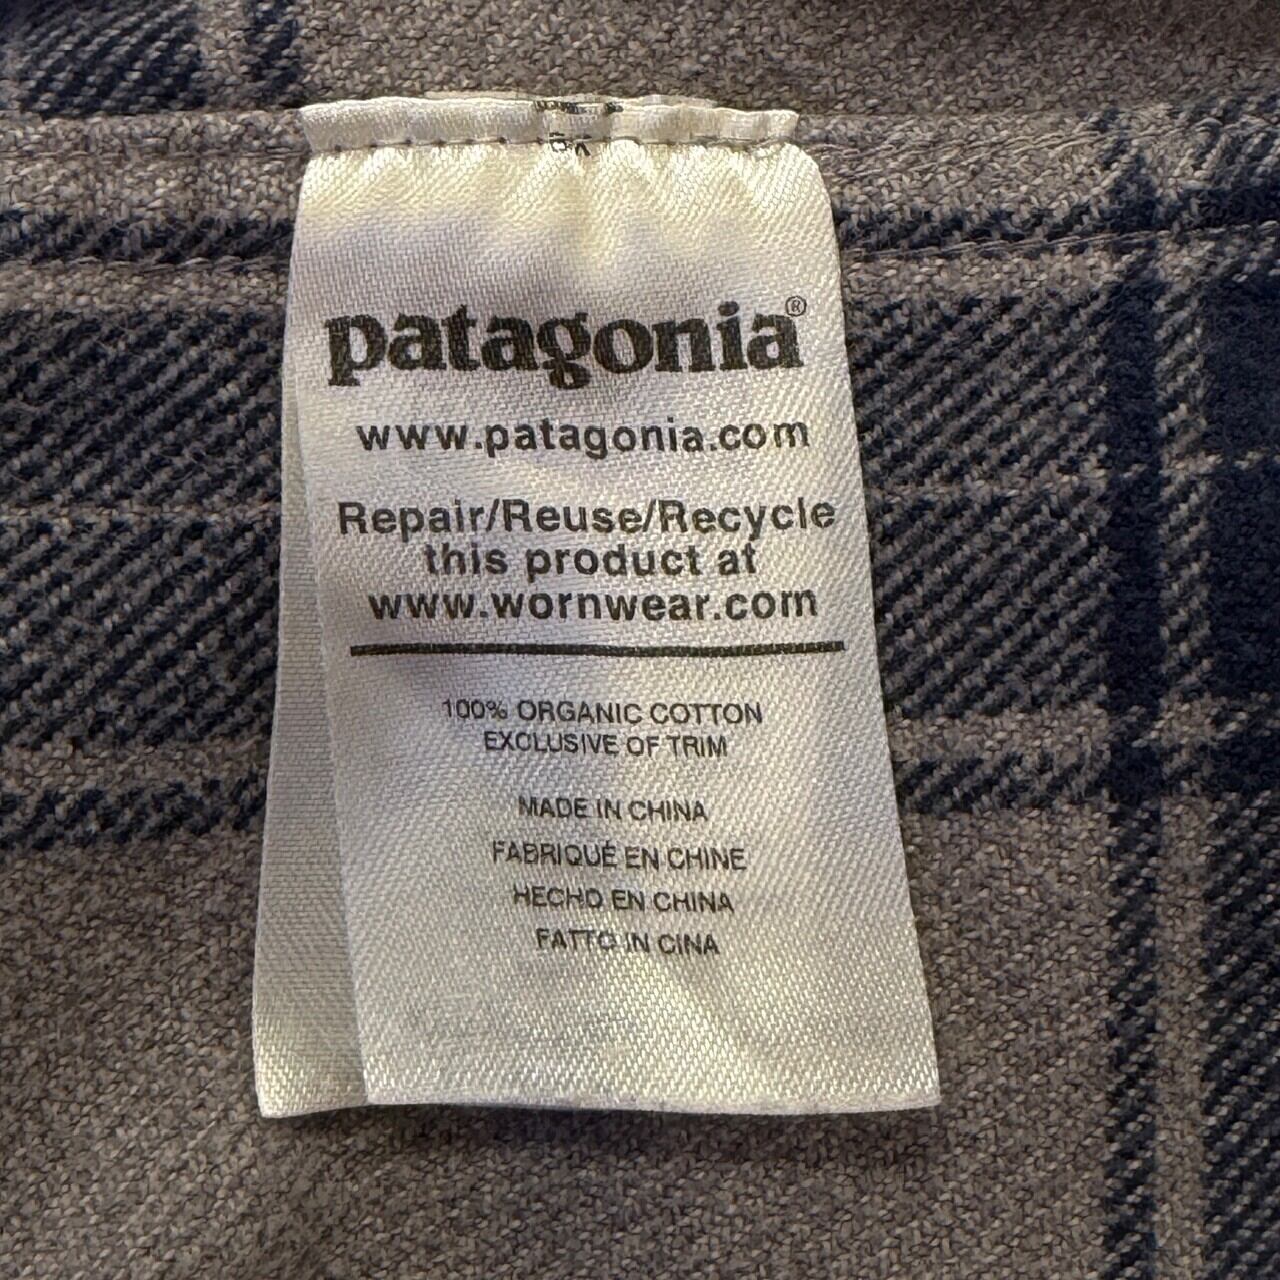 patagonia®
www.patagonia.com
Repair/Reuse/Recycle
this product at
www.wornwear.com
100% ORGANIC COTTON
EXCLUSIVE OF TRIM
MADE IN CHINA
FABRIQUÉ EN CHINE
HECHO EN CHINA
FATTO IN CINA